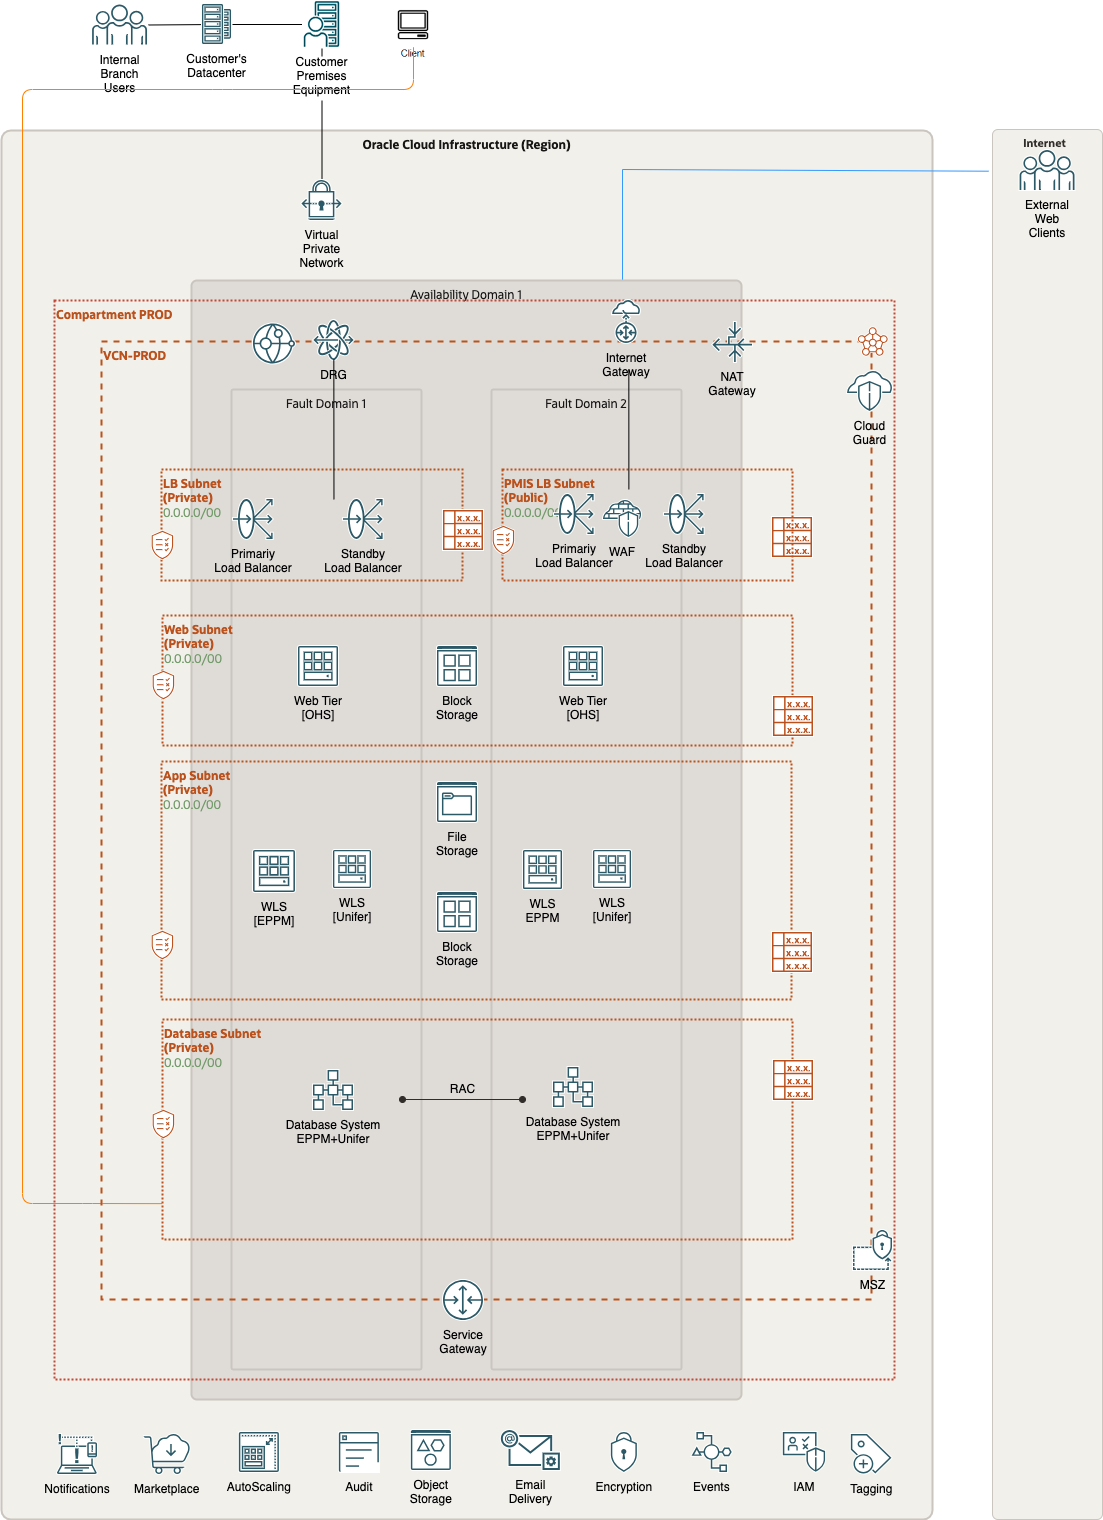 Internal
Branch
Users
Customer's
Datacenter
Customer
Premises
Equipment
Client
Oracle Cloud Infrastructure (Region)
Internet
External
Web
Clients
Virtual
Private
Network
Availability Domain 1
Compartment PROD
VCN-PROD
DRG
Internet
Gateway
NAT
Gateway
Cloud
Guard
Fault Domain 1
Fault Domain 2
LB Subnet
(Private)
0.0.0.0/00
Primariy
Load Balancer
Standby
Load Balancer
x.x.x.
x.x.x.
x.x.x.
PMIS LB Subnet
(Public)
0.0.0.0/00
Primariy
Load Balancer
WAF
Standby
Load Balancer
x.x.x.
x.x.x.
x.x.x.
Web Subnet
(Private)
0.0.0.0/00
Web Tier
[OHS]
Block
Storage
Web Tier
[OHS]
x.x.x.
x.x.x.
x.x.x.
App Subnet
(Private)
0.0.0.0/00
File
Storage
WLS
[EPPM]
WLS
[Unifer]
WLS
EPPM
WLS
[Unifer]
Block
Storage
x.x.x.
x.x.x.
x.x.x.
Database Subnet
(Private)
0.0.0.0/00
RAC
Database System
EPPM+Unifer
Database System
EPPM+Unifer
x.x.x.
x.x.x.
x.x.x.
MSZ
Service
Gateway
Notifications
Marketplace
AutoScaling
Audit
Object
Storage
@
Email
Delivery
Encryption
Events
IAM
Tagging